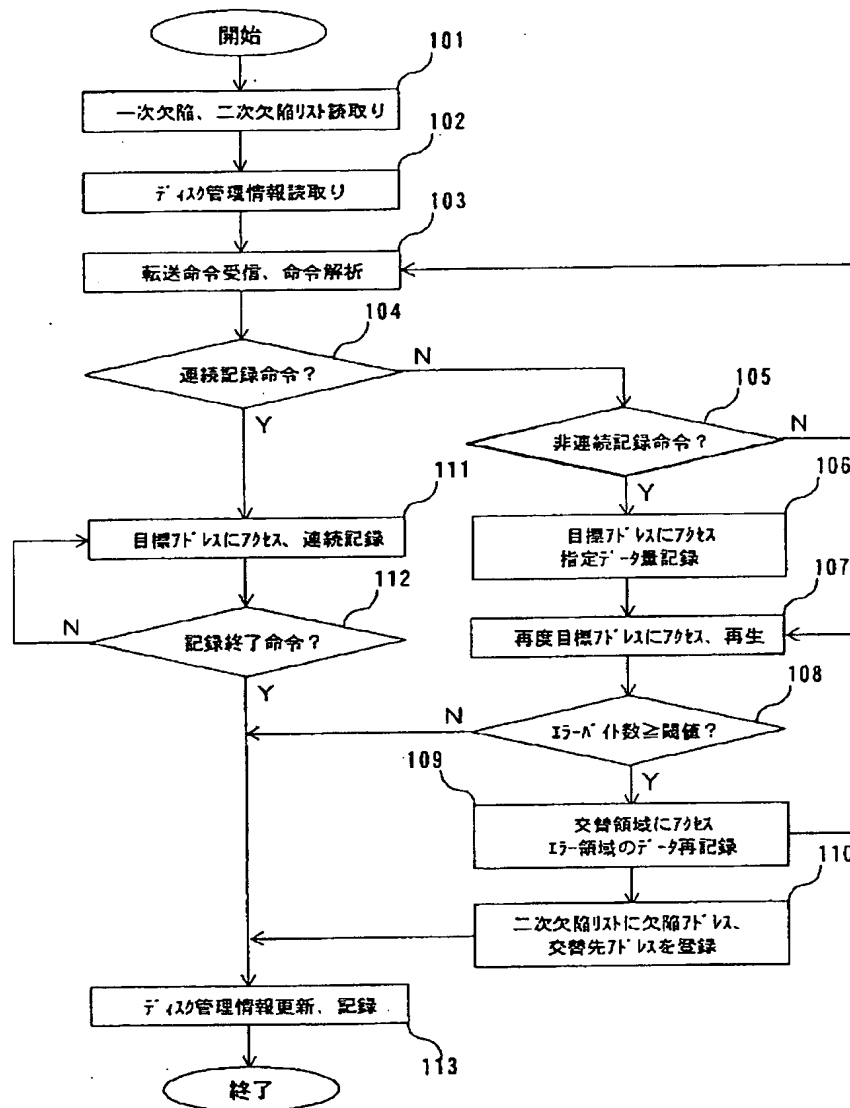 開始
101
一次欠陥、二次欠陥リスト読取り
102
ディスク管理情報読取り
103
転送命令受信、命令解析
104
連続記録命令?
N
Y
105
非連続記録命令?
N
Y
106
目標アドレスにアクセス
指定データ量記録
111
目標アドレスにアクセス、連続記録
107
再度目標アドレスにアクセス、再生
112
記録終了命令?
N
Y
108
エラーバイト数≧閾値?
N
Y
109
交替領域にアクセス
エラー領域のデータ再記録
110
二次欠陥リストに欠陥アドレス、
交替先アドレスを登録
ディスク管理情報更新、記録
113
終了